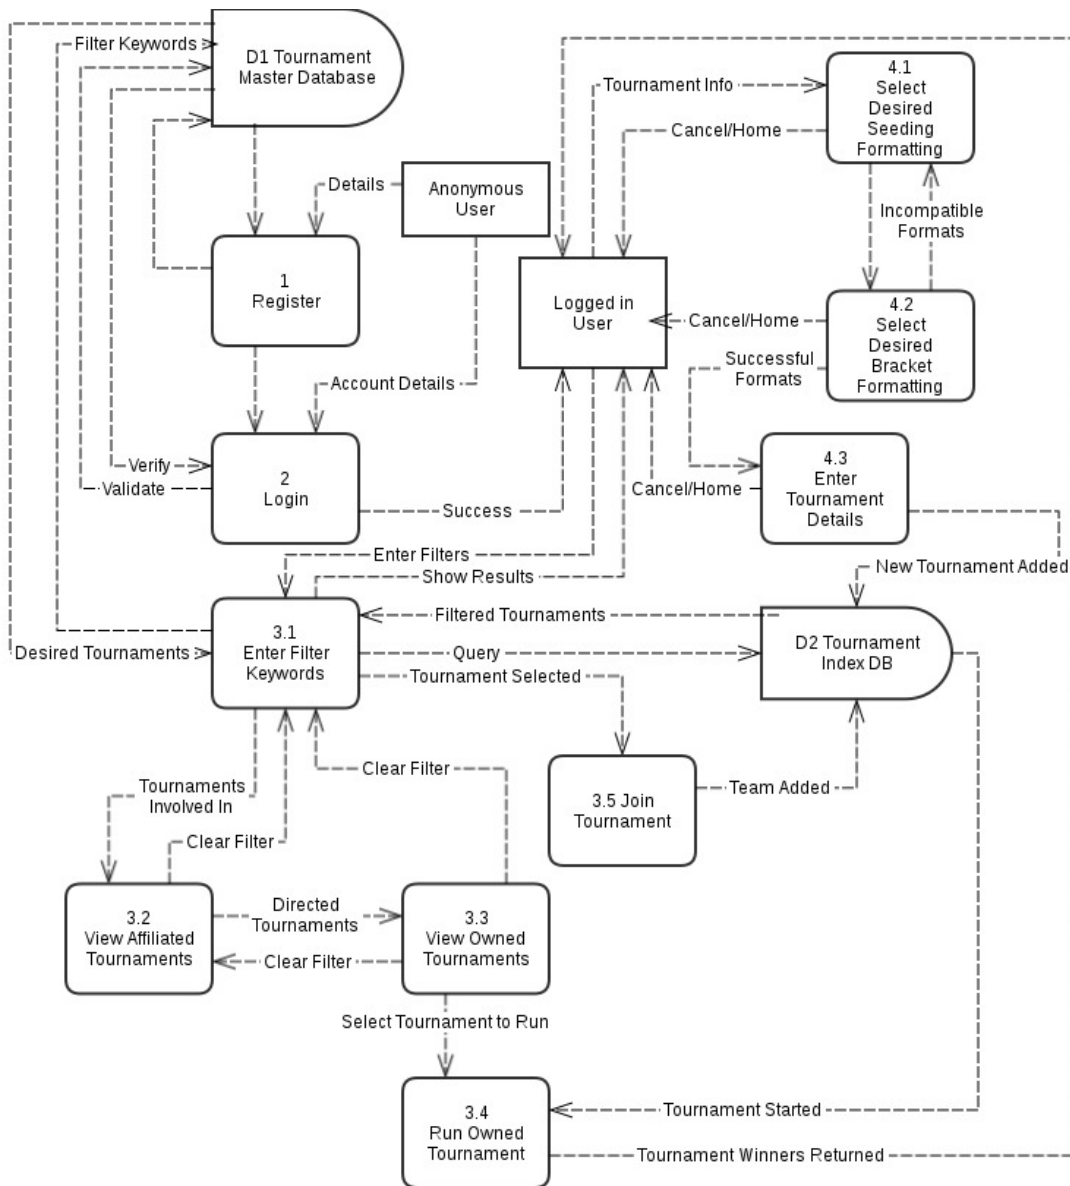 Filter Keywords
D1 Tournament
Master Database
Tournament Info
4.1
Select
Desired
Seeding
Formatting
Cancel/Home
Details
Anonymous
User
Incompatible
Formats
1
Register
Logged in
User
4.2
Select
Desired
Bracket
Formatting
Cancel/Home
Successful
Formats
Account Details
Verify
Validate
2
Login
Success
Cancel/Home
4.3
Enter
Tournament
Details
Enter Filters
Show Results
New Tournament Added
Filtered Tournaments
3.1
Enter Filter
Keywords
Desired Tournaments
Query
D2 Tournament
Index DB
Tournament Selected
Clear Filter
Tournaments
Involved In
3.5 Join
Tournament
Team Added
Clear Filter
3.2
View Affiliated
Tournaments
Directed
Tournaments
Clear Filter
3.3
View Owned
Tournaments
Select Tournament to Run
3.4
Run Owned
Tournament
Tournament Started
Tournament Winners Returned